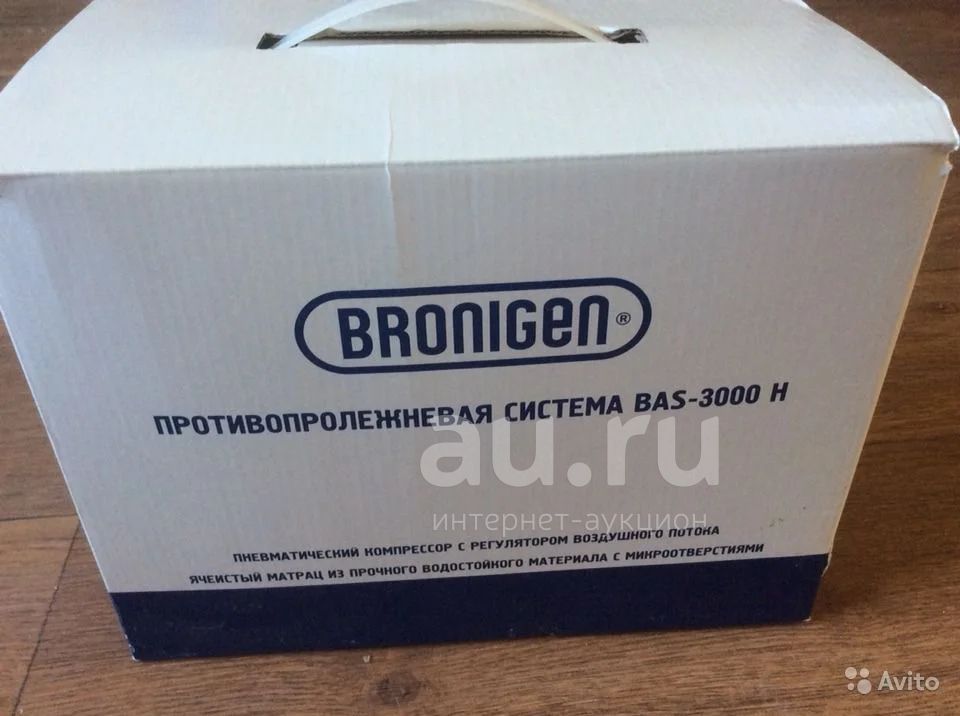 BRONIGEN®
ПРОТИВОПРОЛЕЖНЕВАЯ СИСТЕМА BAS-3000 H
au.ru
интернет-аукцион
ПНЕВМАТИЧЕСКИЙ КОМПРЕССОР С РЕГУЛЯТОРОМ ВОЗДУШНОГО ПОТОКА
ЯЧЕИСТЫЙ МАТРАЦ ИЗ ПРОЧНОГО ВОДОСТОЙКОГО МАТЕРИАЛА С МИКРООТВЕРСТИЯМИ
Avito